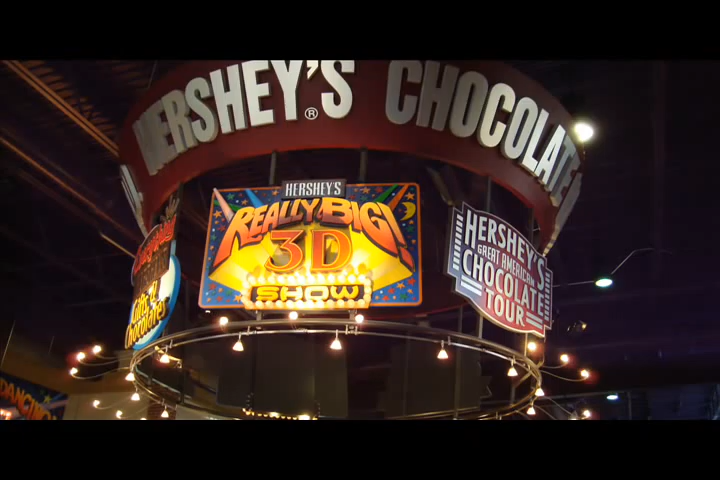 HERSHEY'S® CHOCOLATE
HERSHEY'S
REALLY BIG!
3D
SHOW
HERSHEY'S
GREAT AMERICAN
CHOCOLATE
TOUR
Chocolates